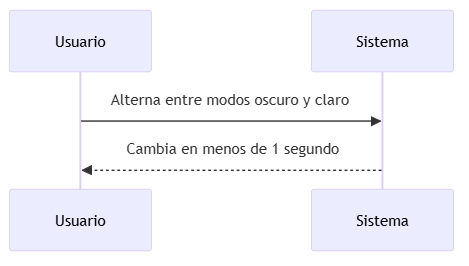 Usuario
Sistema
Alterna entre modos oscuro y claro
Cambia en menos de 1 segundo
Usuario
Sistema